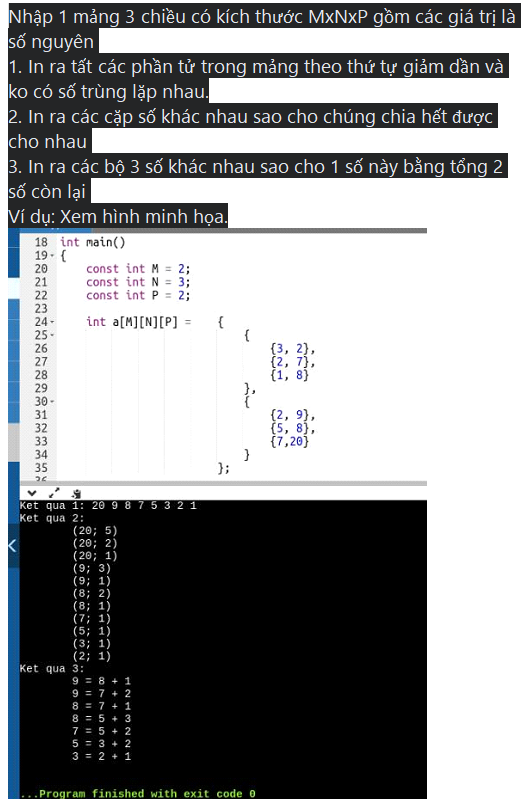 Nhập 1 mảng 3 chiều có kích thước MxNxP gồm các giá trị là
số nguyên
1. In ra tất các phần tử trong mảng theo thứ tự giảm dần và
ko có số trùng lặp nhau.
2. In ra các cặp số khác nhau sao cho chúng chia hết được
cho nhau
3. In ra các bộ 3 số khác nhau sao cho 1 số này bằng tổng 2
số còn lại
Ví dụ: Xem hình minh họa.
18 int main()
19 {
20 const int M = 2;
21 const int N = 3;
22 const int P = 2;
23
24 int a[M][N][P] = {
25 {
26 {3, 2},
27 {2, 7},
28 {1, 8}
29 },
30 {
31 {2, 9},
32 {5, 8},
33 {7,20}
34 }
35 };
Ket qua 1: 20 9 8 7 5 3 2 1
Ket qua 2:
(20; 5)
(20; 2)
(20; 1)
(9; 3)
(9; 1)
(8; 2)
(8; 1)
(7; 1)
(5; 1)
(3; 1)
(2; 1)
Ket qua 3:
9 = 8 + 1
9 = 7 + 2
8 = 7 + 1
8 = 5 + 3
7 = 5 + 2
5 = 3 + 2
3 = 2 + 1
...Program finished with exit code 0